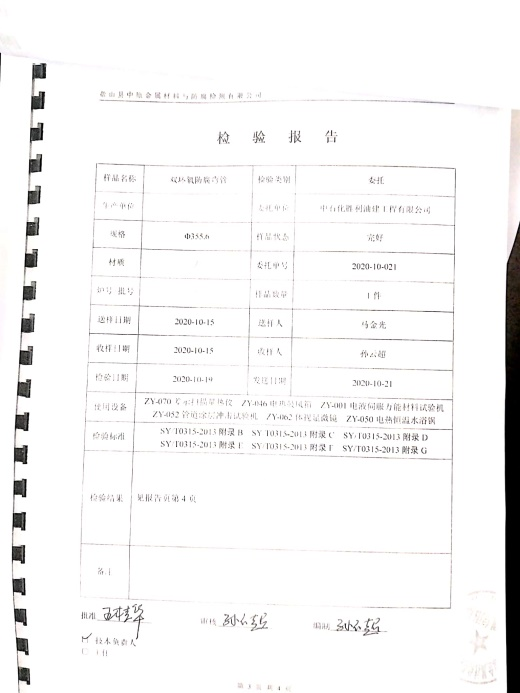 盐山县中信金属材料与防腐检测有限公司
检 验 报 告
样品名称 双环氧防腐弯管 检验类别 委托
生产单位 委托单位 中石化胜利油建工程有限公司
规格 Φ355.6 样品状态 完好
材质 委托单号 2020-10-021
炉号 批号 样品数量 1件
送样日期 2020-10-15 送样人 马金光
收样日期 2020-10-15 收样人 孙云超
检验日期 2020-10-19 发送日期 2020-10-21
使用设备 ZY-070 ZY-046 电热鼓风箱 ZY-001 电液伺服万能材料试验机
ZY-052 管道涂层冲击试验机 ZY-062 体视显微镜 ZY-050 电热恒温水浴锅
检验标准 SY/T0315-2013 附录 B SY/T0315-2013 附录 C SY/T0315-2013 附录 D
SY/T0315-2013 附录 SY/T0315-2013 附录 F SY/T0315-2013 附录 G
检验结果 见报告页第 4 页
备注
批准 审核 编制
技术负责人
第 3 页 共 4 页